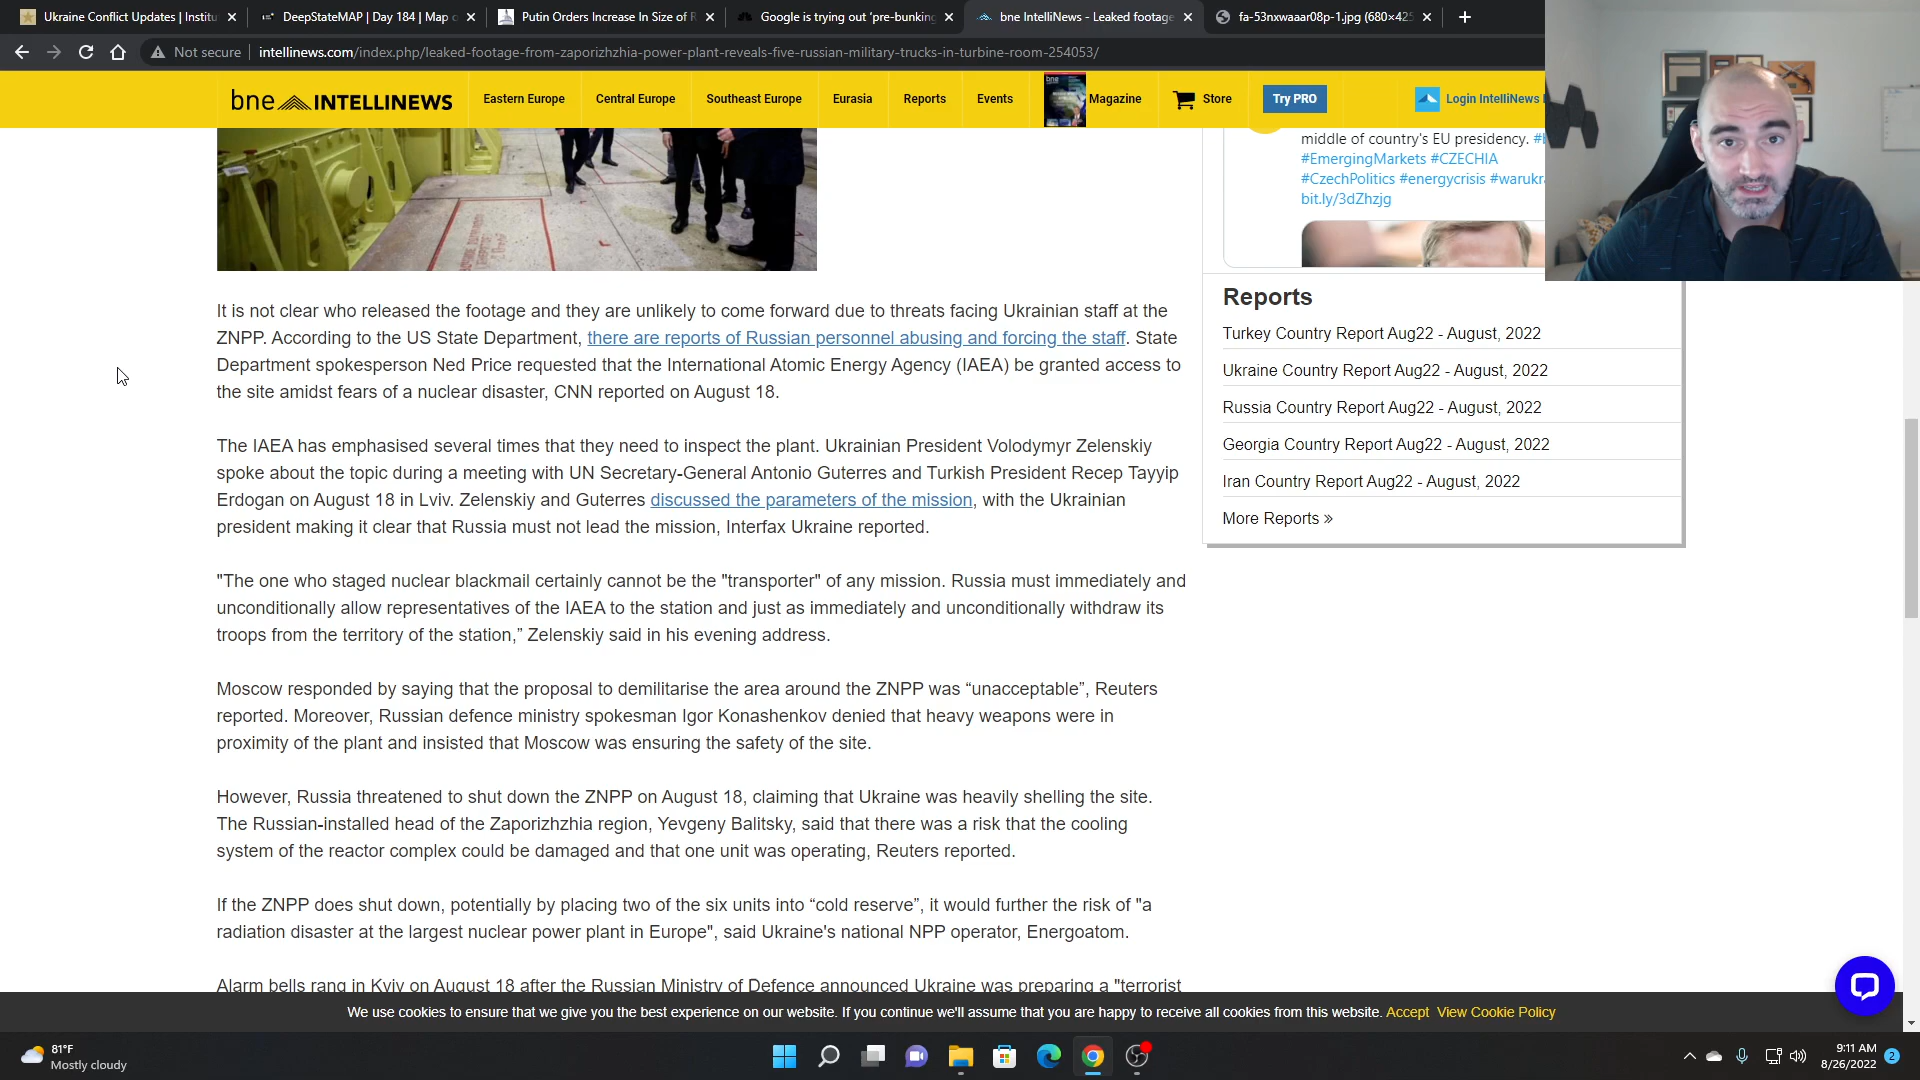 Ukraine Conflict Updates | Institu
DeepStateMAP | Day 184 | Map o
Putin Orders Increase In Size of R
Google is trying out 'pre-bunking
bne IntelliNews - Leaked footage
fa-53nxwaaar08p-1.jpg (680×425
Not secure
intellinews.com/index.php/leaked-footage-from-zaporizhzhia-power-plant-reveals-five-russian-military-trucks-in-turbine-room-254053/
bne INTELLINEWS
Eastern Europe
Central Europe
Southeast Europe
Eurasia
Reports
Events
Magazine
Store
Try PRO
Login IntelliNews
middle of country's EU presidency.
#EmergingMarkets #CZECHIA
#CzechPolitics #energycrisis #warukra
bit.ly/3dZhzjg
It is not clear who released the footage and they are unlikely to come forward due to threats facing Ukrainian staff at the
ZNPP. According to the US State Department, there are reports of Russian personnel abusing and forcing the staff. State
Department spokesperson Ned Price requested that the International Atomic Energy Agency (IAEA) be granted access to
the site amidst fears of a nuclear disaster, CNN reported on August 18.
The IAEA has emphasised several times that they need to inspect the plant. Ukrainian President Volodymyr Zelenskiy
spoke about the topic during a meeting with UN Secretary-General Antonio Guterres and Turkish President Recep Tayyip
Erdogan on August 18 in Lviv. Zelenskiy and Guterres discussed the parameters of the mission, with the Ukrainian
president making it clear that Russia must not lead the mission, Interfax Ukraine reported.
"The one who staged nuclear blackmail certainly cannot be the "transporter" of any mission. Russia must immediately and
unconditionally allow representatives of the IAEA to the station and just as immediately and unconditionally withdraw its
troops from the territory of the station,” Zelenskiy said in his evening address.
Moscow responded by saying that the proposal to demilitarise the area around the ZNPP was “unacceptable”, Reuters
reported. Moreover, Russian defence ministry spokesman Igor Konashenkov denied that heavy weapons were in
proximity of the plant and insisted that Moscow was ensuring the safety of the site.
However, Russia threatened to shut down the ZNPP on August 18, claiming that Ukraine was heavily shelling the site.
The Russian-installed head of the Zaporizhzhia region, Yevgeny Balitsky, said that there was a risk that the cooling
system of the reactor complex could be damaged and that one unit was operating, Reuters reported.
If the ZNPP does shut down, potentially by placing two of the six units into “cold reserve”, it would further the risk of "a
radiation disaster at the largest nuclear power plant in Europe", said Ukraine's national NPP operator, Energoatom.
Alarm bells rang in Kyiv on August 18 after the Russian Ministry of Defence announced Ukraine was preparing a "terrorist
Reports
Turkey Country Report Aug22 - August, 2022
Ukraine Country Report Aug22 - August, 2022
Russia Country Report Aug22 - August, 2022
Georgia Country Report Aug22 - August, 2022
Iran Country Report Aug22 - August, 2022
More Reports »
We use cookies to ensure that we give you the best experience on our website. If you continue we'll assume that you are happy to receive all cookies from this website. Accept View Cookie Policy
81°F
Mostly cloudy
9:11 AM
8/26/2022
2